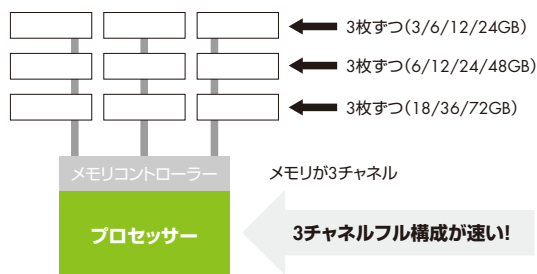 3枚ずつ(3/6/12/24GB)
3枚ずつ(6/12/24/48GB)
3枚ずつ(18/36/72GB)
メモリコントローラー
メモリが3チャネル
プロセッサー
3チャネルフル構成が速い!